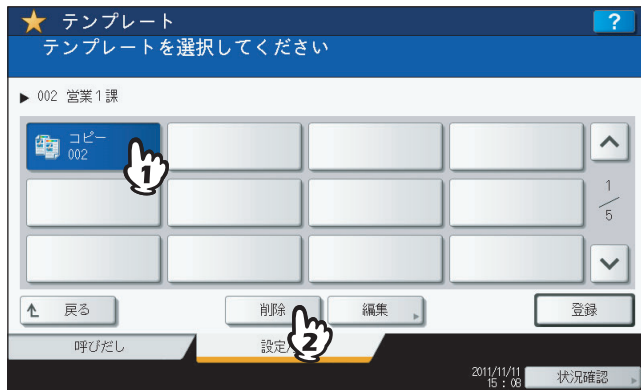 テンプレート
?
テンプレートを選択してください
▶ 002 営業1課
コピー
002
1
1/5
戻る
削除
編集
登録
2
呼びだし
設定/
2011/11/11
15:08
状況確認